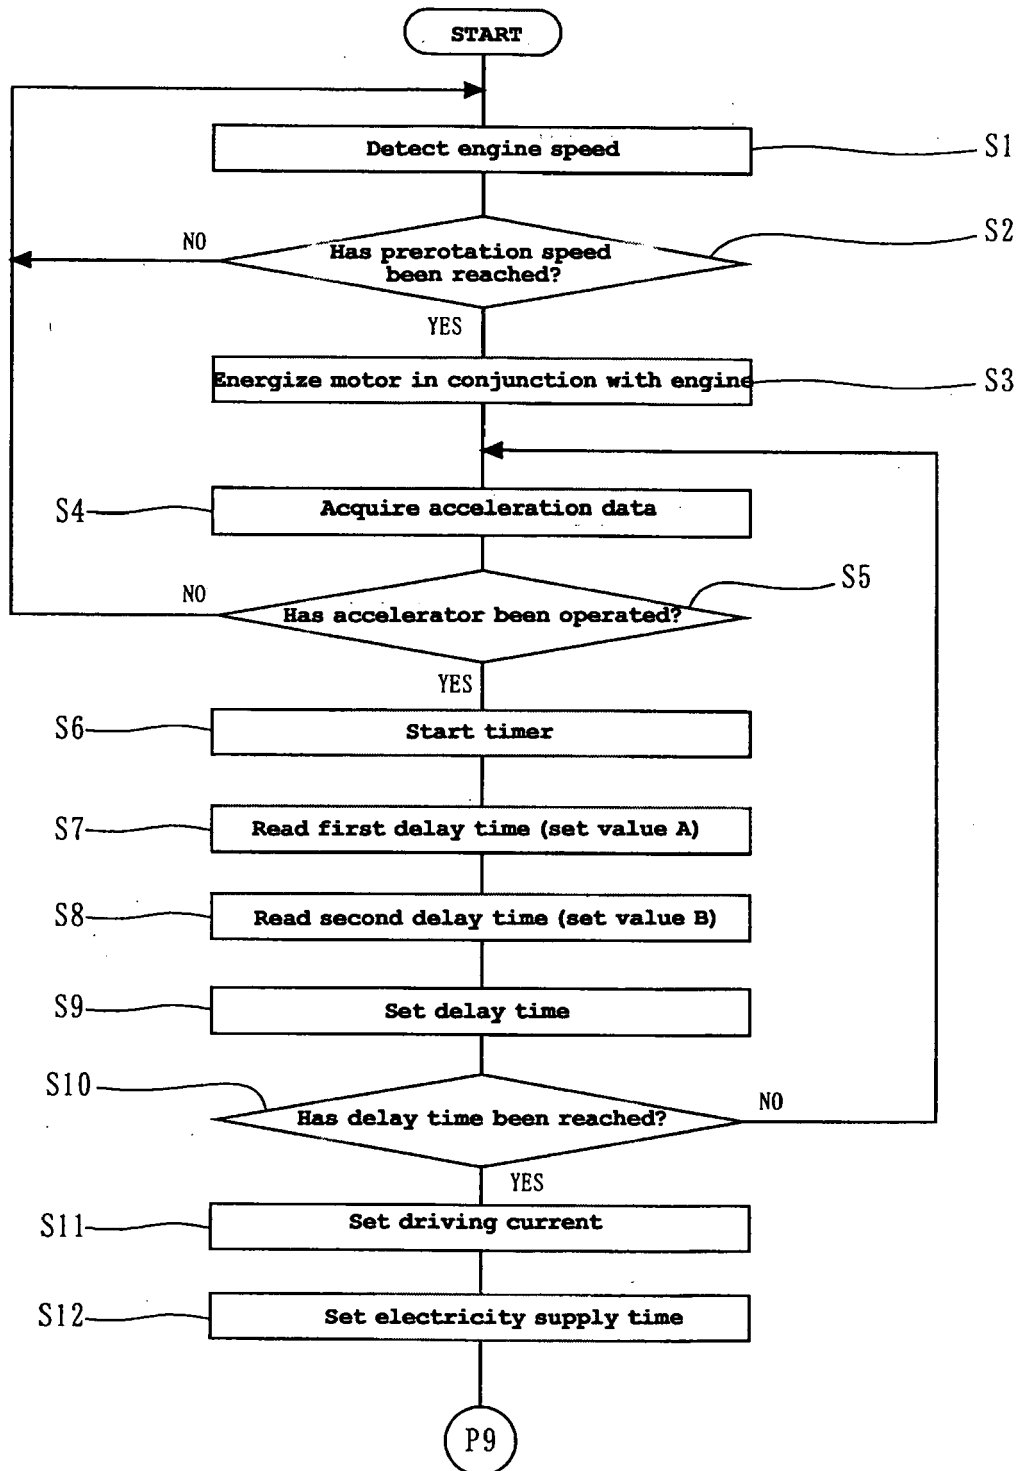 START
Detect engine speed
S1
NO
Has prerotation speed
been reached?
S2
YES
Energize motor in conjunction with engine
S3
S4
Acquire acceleration data
NO
Has accelerator been operated?
S5
YES
S6
Start timer
S7
Read first delay time (set value A)
S8
Read second delay time (set value B)
S9
Set delay time
S10
Has delay time been reached?
NO
YES
S11
Set driving current
S12
Set electricity supply time
P9